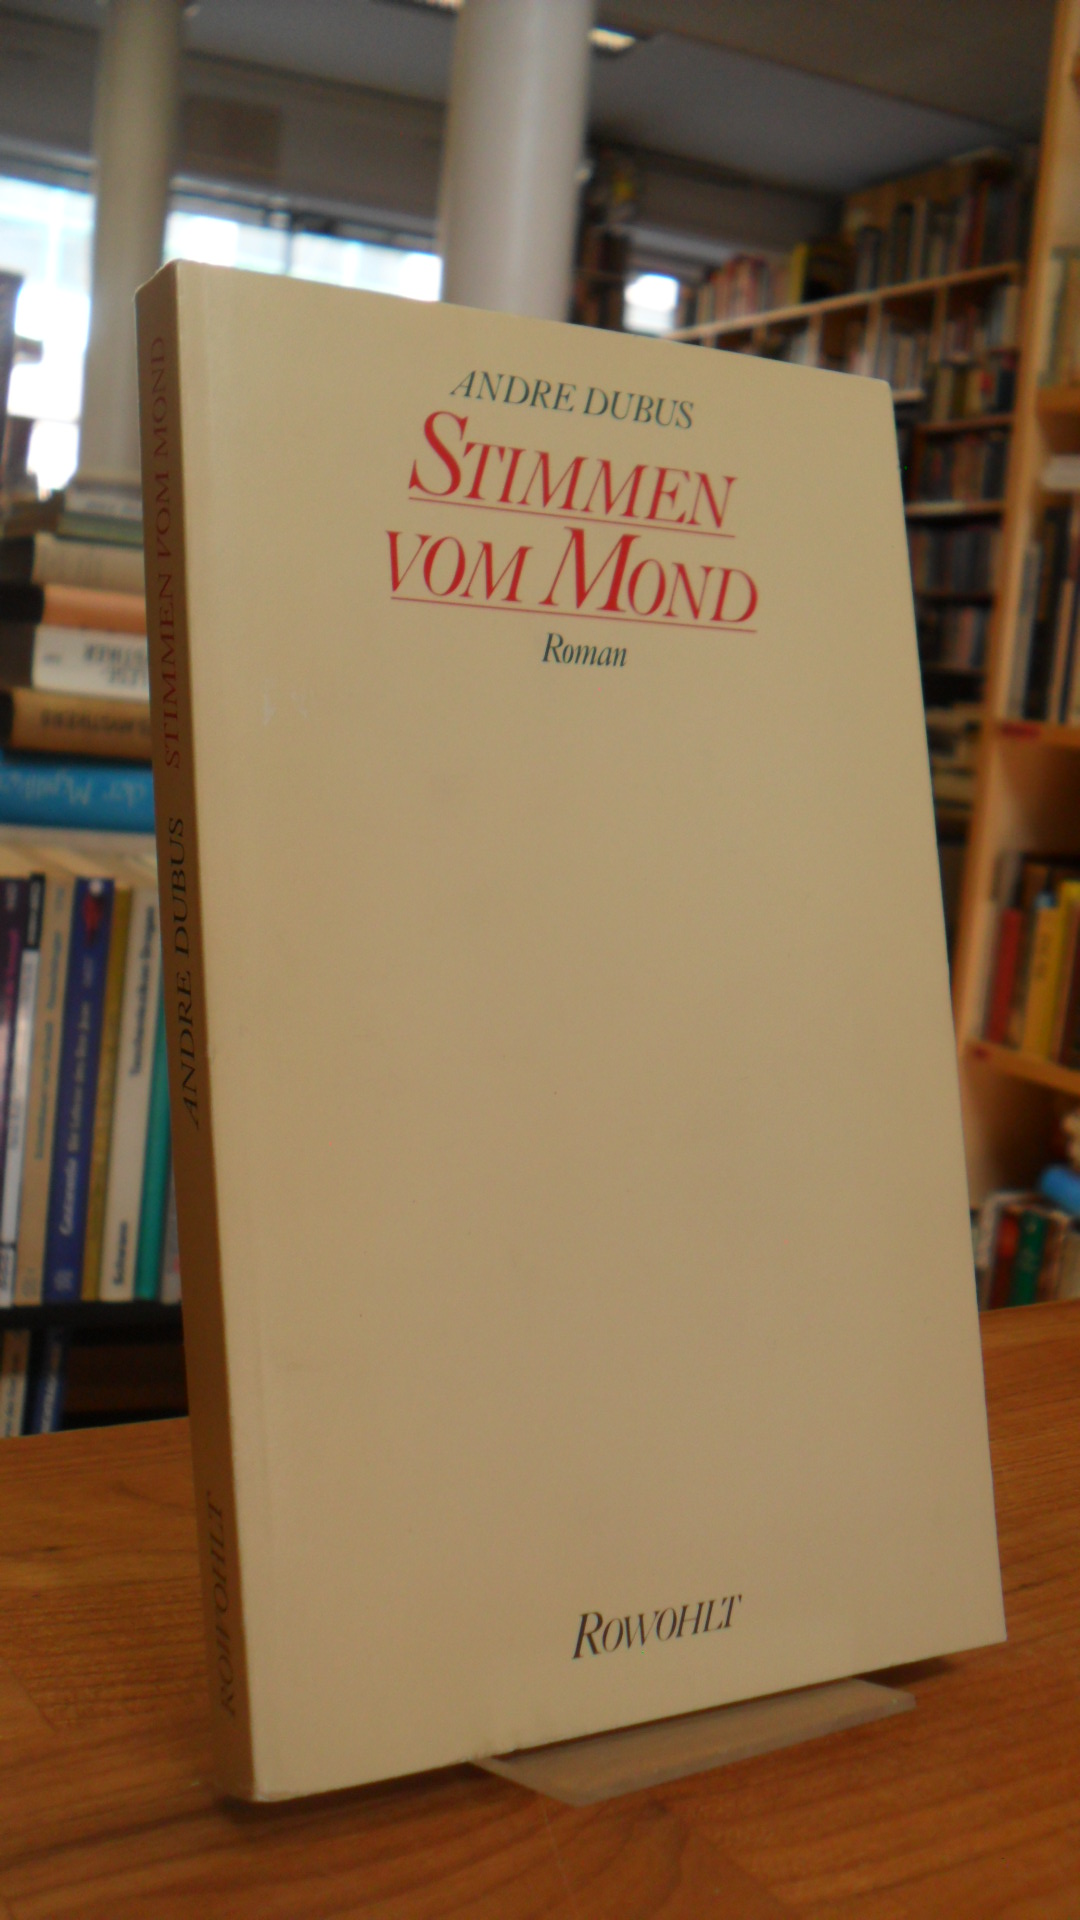 ANDRE DUBUS
STIMMEN
VOM MOND
Roman
ROWOHLT
ANDRE DUBUS STIMMEN VOM MOND
ROWOHLT